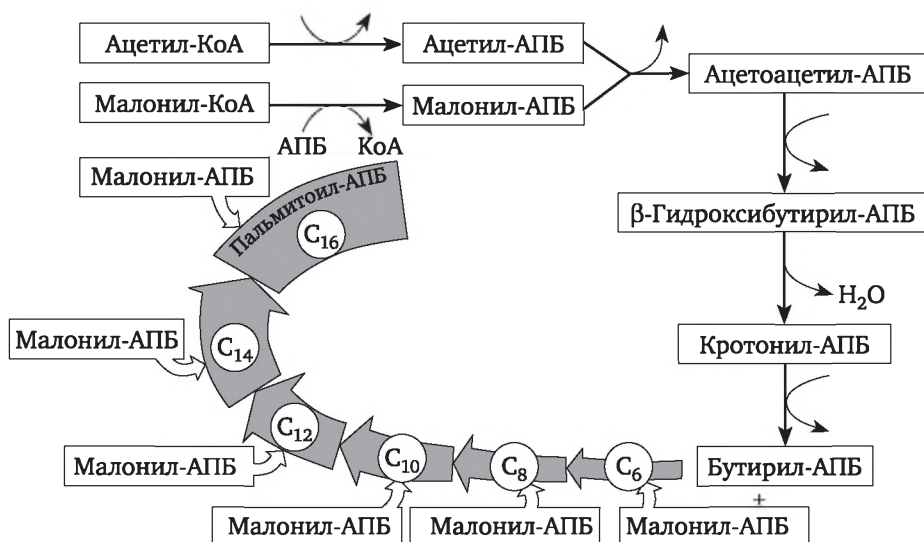 Ацетил-КоА
Ацетил-АПБ
Ацетоацетил-АПБ
Малонил-КоА
Малонил-АПБ
АПБ
КоА
Малонил-АПБ
Пальмитоил-АПБ
C₁₆
β-Гидроксибутирил-АПБ
H₂O
Малонил-АПБ
C₁₄
Кротонил-АПБ
C₁₂
Малонил-АПБ
C₁₀
C₈
C₆
Бутирил-АПБ
+
Малонил-АПБ
Малонил-АПБ
Малонил-АПБ